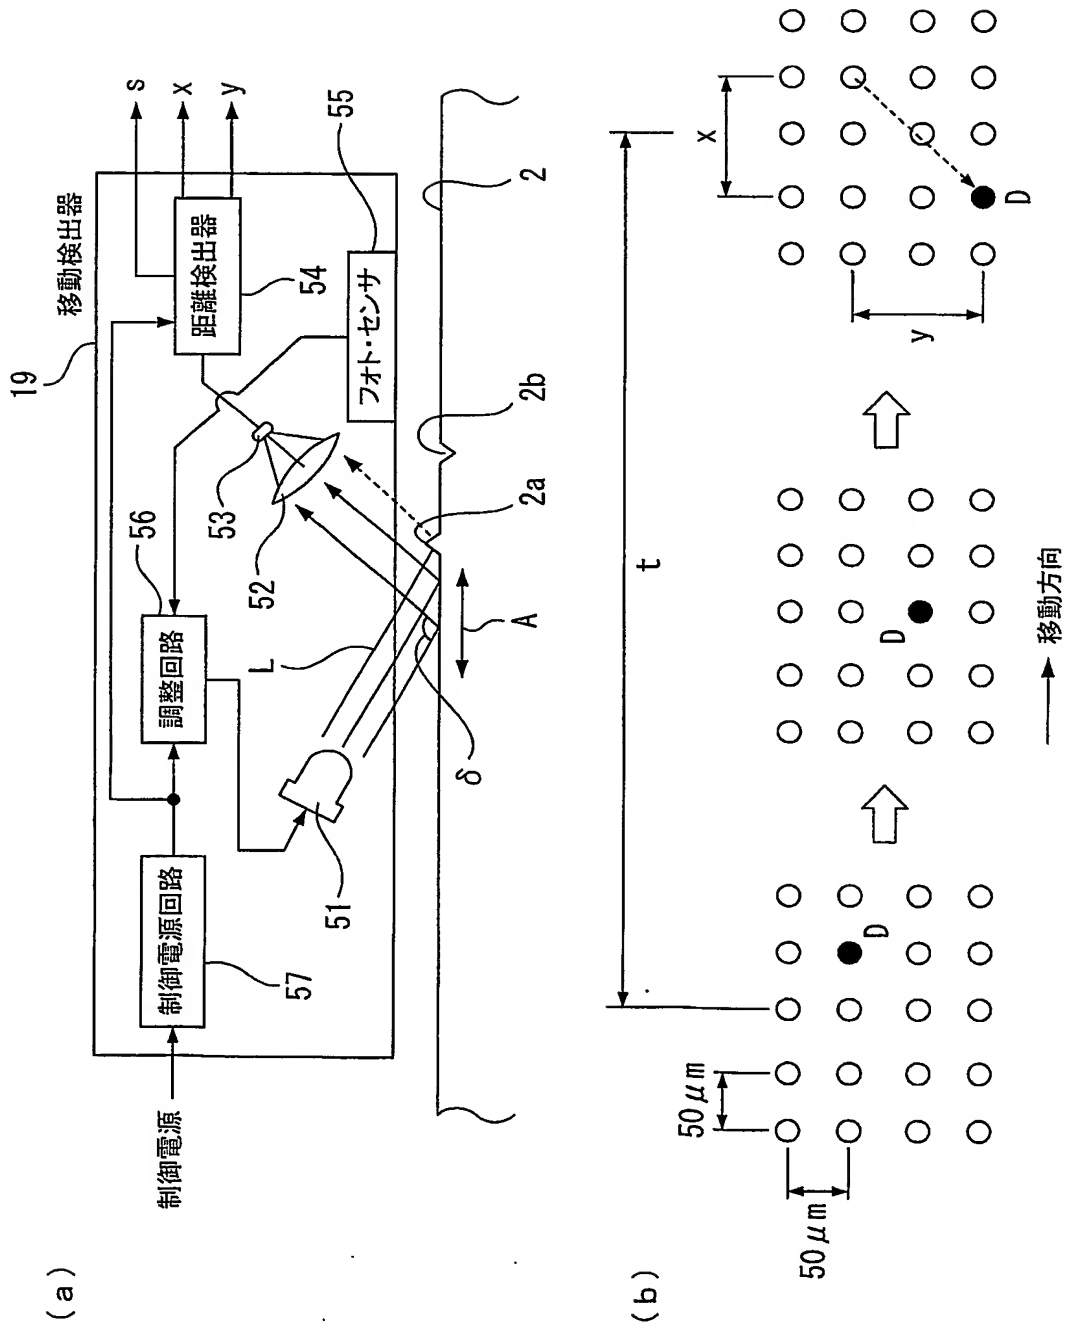 (a)
19
移動検出器
s
x
y
制御電源
制御電源回路
57
調整回路
56
距離検出器
54
フォト・センサ
55
53
52
51
L
δ
A
2a
2b
2
(b)
50μm
50μm
D
t
D
移動方向
x
y
D